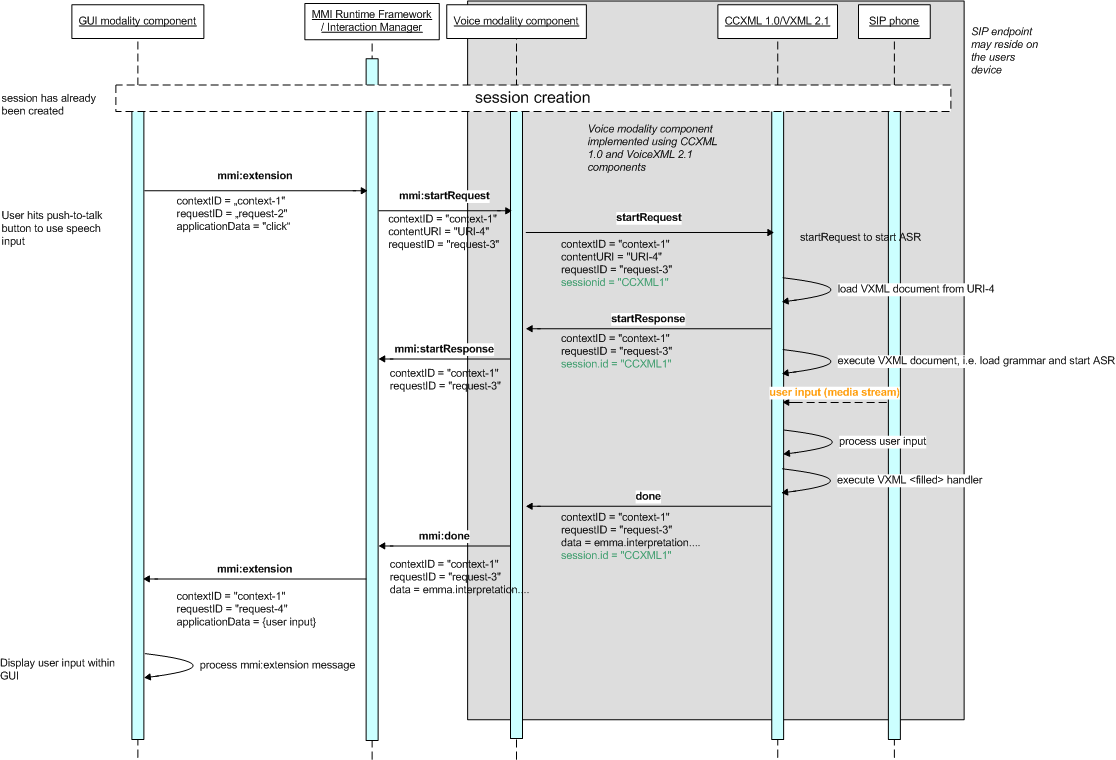 GUI modality component
MMI Runtime Framework
/ Interaction Manager
Voice modality component
CCXML 1.0/VXML 2.1
SIP phone
SIP endpoint
may reside on
the users
device
session has already
been created
session creation
Voice modality component
implemented using CCXML
1.0 and VoiceXML 2.1
components
mmi:extension
contextID = „context-1"
requestID = „request-2"
applicationData = "click"
User hits push-to-talk
button to use speech
input
mmi:startRequest
contextID = "context-1"
contentURI = "URI-4"
requestID = "request-3"
startRequest
contextID = "context-1"
contentURI = "URI-4"
requestID = "request-3"
sessionid = "CCXML1"
startRequest to start ASR
load VXML document from URI-4
startResponse
contextID = "context-1"
requestID = "request-3"
session.id = "CCXML1"
mmi:startResponse
contextID = "context-1"
requestID = "request-3"
execute VXML document, i.e. load grammar and start ASR
user input (media stream)
process user input
execute VXML <filled> handler
done
contextID = "context-1"
requestID = "request-3"
data = emma.interpretation....
session.id = "CCXML1"
mmi:done
contextID = "context-1"
requestID = "request-3"
data = emma.interpretation....
mmi:extension
contextID = "context-1"
requestID = "request-4"
applicationData = {user input}
Display user input within
GUI
process mmi:extension message